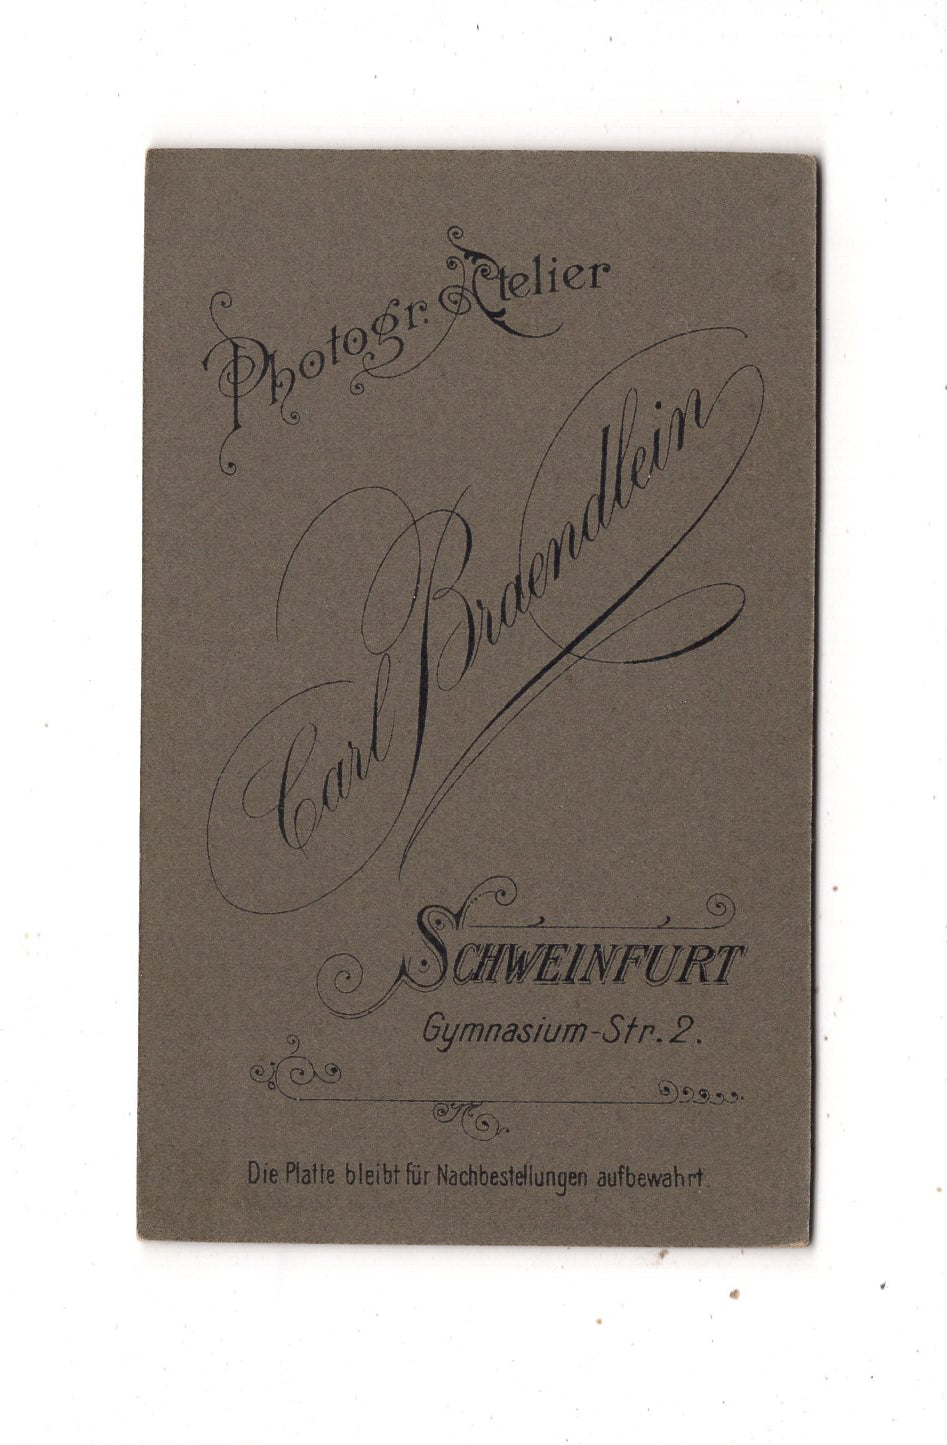 Photogr. Atelier
Carl Braendlein
SCHWEINFURT
Gymnasium-Str. 2.
Die Platte bleibt für Nachbestellungen aufbewahrt.